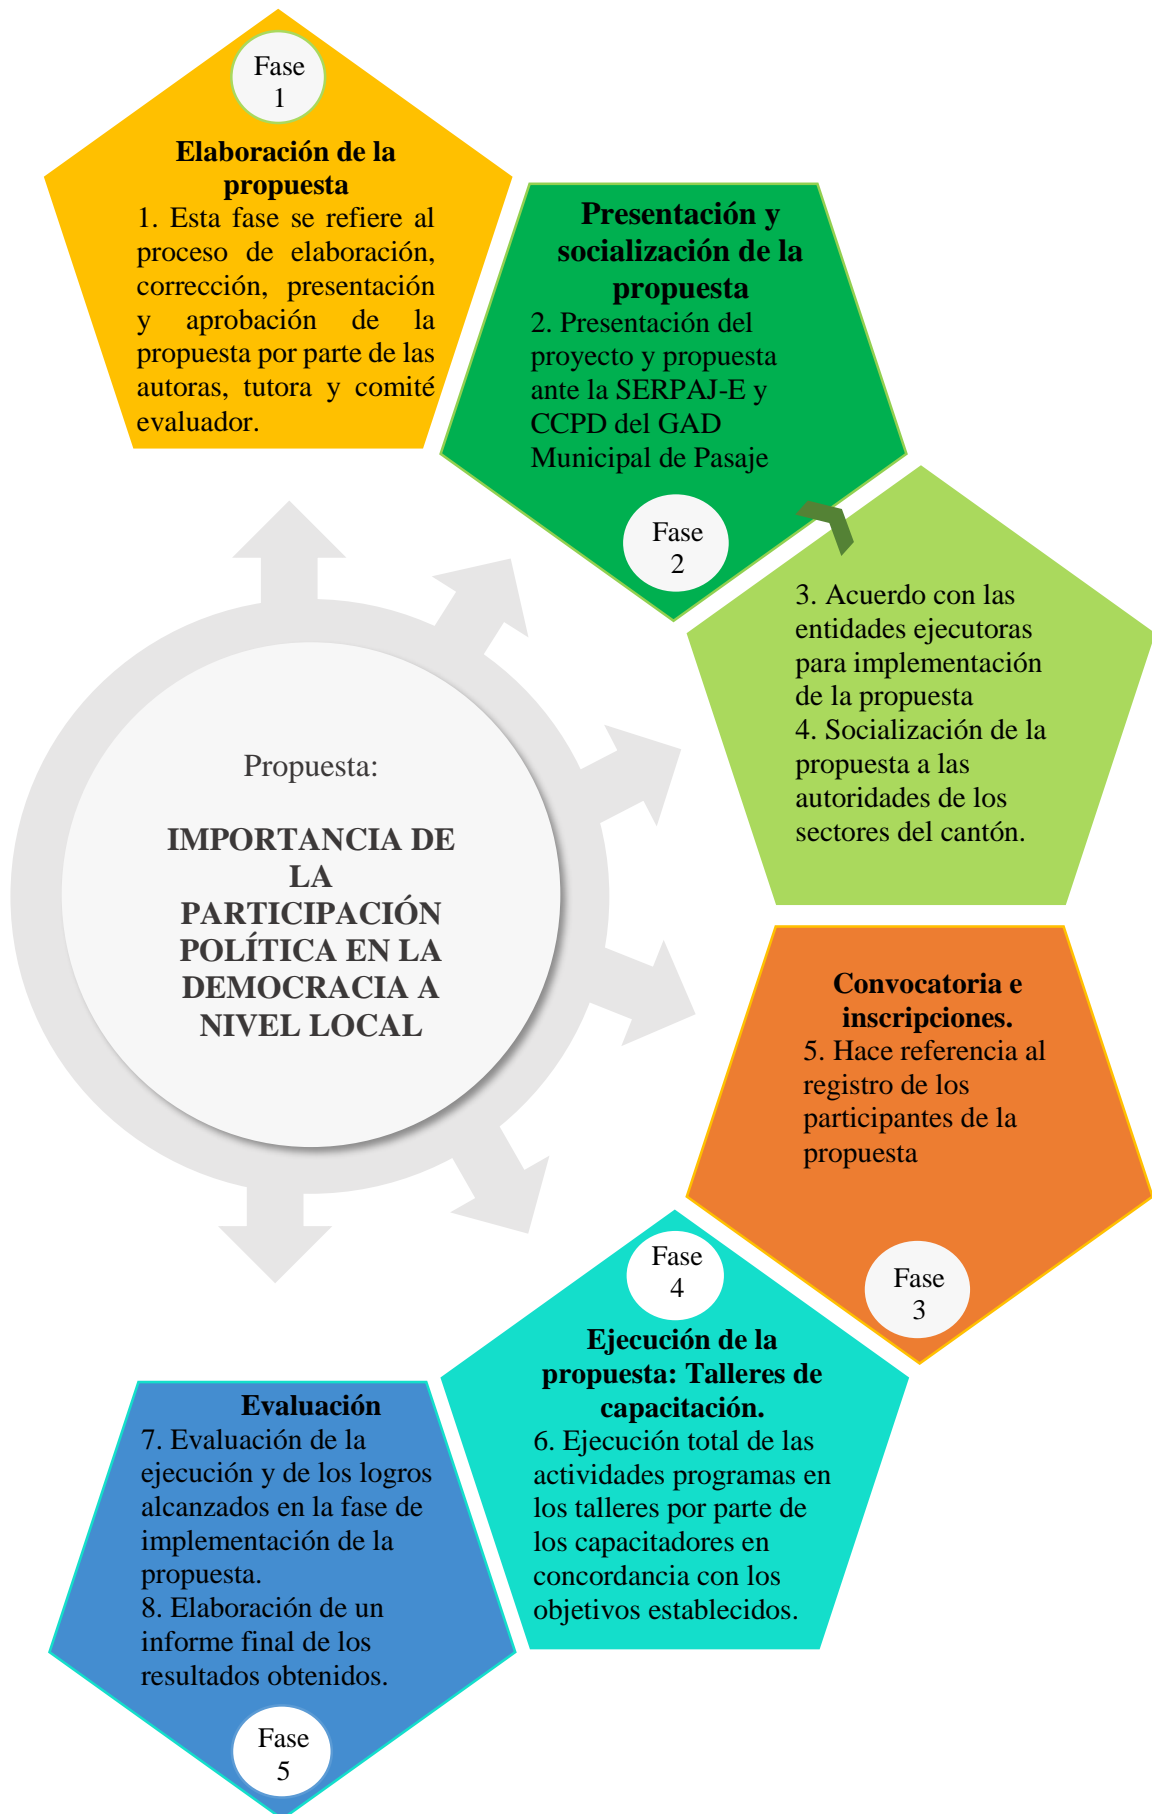 Fase
1
Elaboración de la
propuesta
1. Esta fase se refiere al
proceso de elaboración,
corrección, presentación
y aprobación de la
propuesta por parte de las
autoras, tutora y comité
evaluador.
Presentación y
socialización de la
propuesta
2. Presentación del
proyecto y propuesta
ante la SERPAJ-E y
CCPD del GAD
Municipal de Pasaje
Fase
2
3. Acuerdo con las
entidades ejecutoras
para implementación
de la propuesta
4. Socialización de la
propuesta a las
autoridades de los
sectores del cantón.
Propuesta:
IMPORTANCIA DE
LA
PARTICIPACIÓN
POLÍTICA EN LA
DEMOCRACIA A
NIVEL LOCAL
Convocatoria e
inscripciones.
5. Hace referencia al
registro de los
participantes de la
propuesta
Fase
3
Fase
4
Ejecución de la
propuesta: Talleres de
capacitación.
6. Ejecución total de las
actividades programas en
los talleres por parte de
los capacitadores en
concordancia con los
objetivos establecidos.
Evaluación
7. Evaluación de la
ejecución y de los logros
alcanzados en la fase de
implementación de la
propuesta.
8. Elaboración de un
informe final de los
resultados obtenidos.
Fase
5